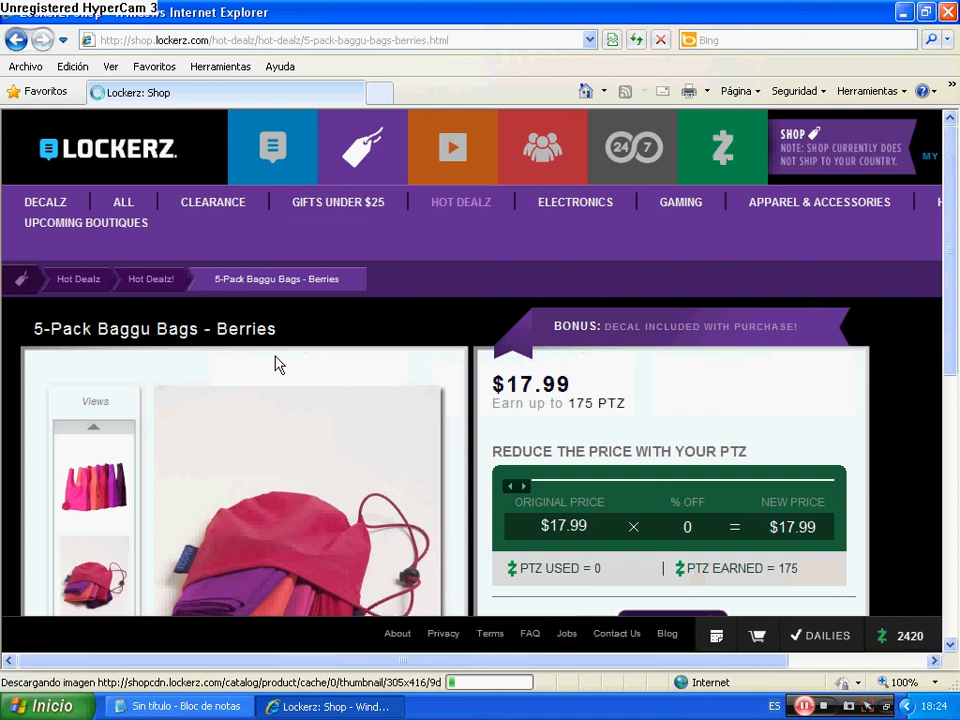 Unregistered HyperCam 3
Windows Internet Explorer
http://shop.lockerz.com/hot-dealz/hot-dealz/5-pack-baggu-bags-berries.html
Bing
Archivo Edición Ver Favoritos Herramientas Ayuda
Favoritos Lockerz: Shop Página Seguridad Herramientas
LOCKERZ.
24 7
SHOP
NOTE: SHOP CURRENTLY DOES
NOT SHIP TO YOUR COUNTRY.
MY
DECALZ ALL CLEARANCE GIFTS UNDER $25 HOT DEALZ ELECTRONICS GAMING APPAREL & ACCESSORIES H
UPCOMING BOUTIQUES
Hot Dealz Hot Dealz! 5-Pack Baggu Bags - Berries
5-Pack Baggu Bags - Berries
BONUS: DECAL INCLUDED WITH PURCHASE!
Views
$17.99
Earn up to 175 PTZ
REDUCE THE PRICE WITH YOUR PTZ
ORIGINAL PRICE % OFF NEW PRICE
$17.99 × 0 = $17.99
PTZ USED = 0 | PTZ EARNED = 175
About Privacy Terms FAQ Jobs Contact Us Blog DAILIES 2420
Descargando imagen http://shopcdn.lockerz.com/catalog/product/cache/0/thumbnail/305x416/9d Internet 100%
Inicio Sin título - Bloc de notas Lockerz: Shop - Wind... ES 18:24